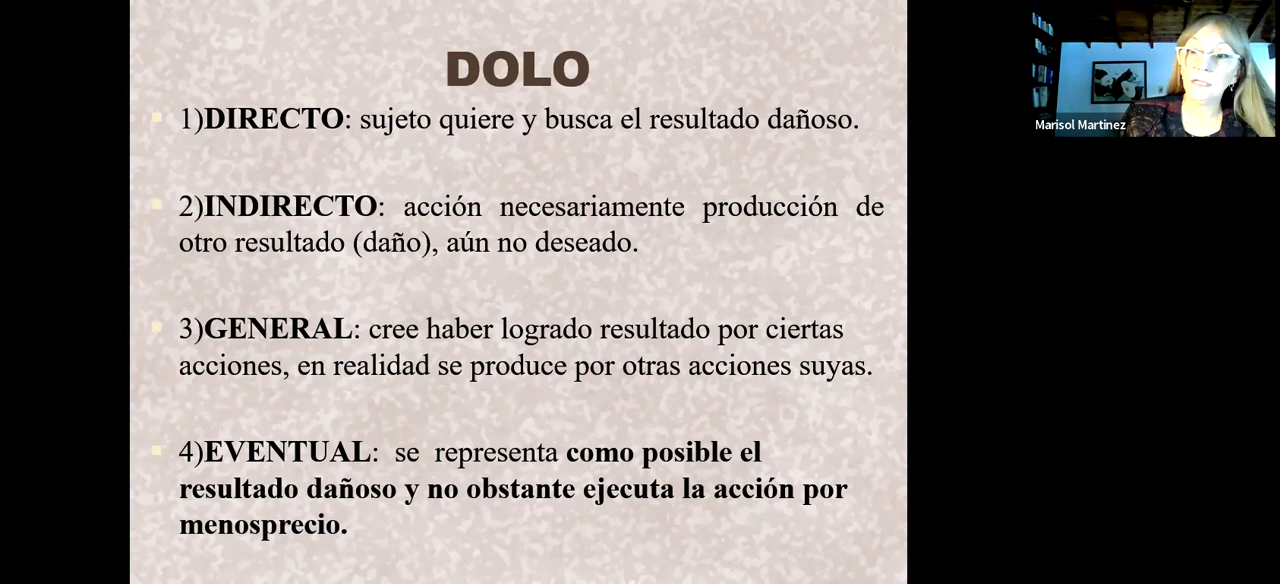 DOLO
1)DIRECTO: sujeto quiere y busca el resultado dañoso.
2)INDIRECTO: acción necesariamente producción de
otro resultado (daño), aún no deseado.
3)GENERAL: cree haber logrado resultado por ciertas
acciones, en realidad se produce por otras acciones suyas.
4)EVENTUAL: se representa como posible el
resultado dañoso y no obstante ejecuta la acción por
menosprecio.
Marisol Martinez